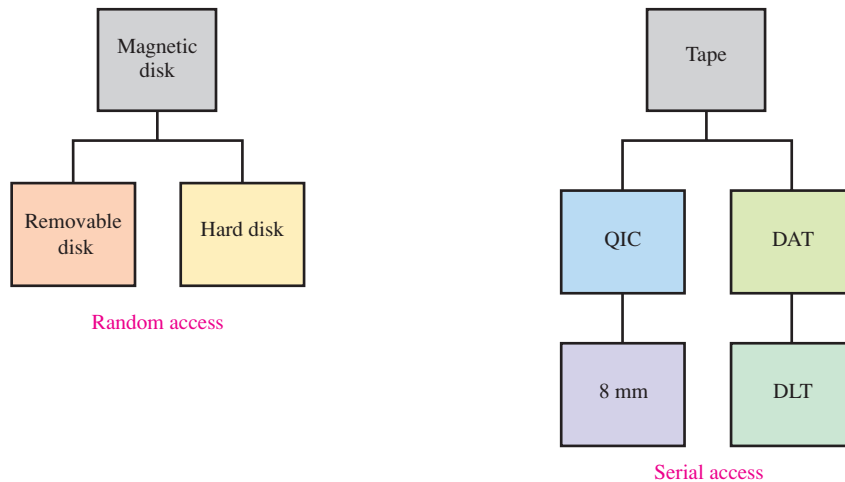 Magnetic
disk
Removable
disk
Hard disk
Random access
Tape
QIC
DAT
8 mm
DLT
Serial access